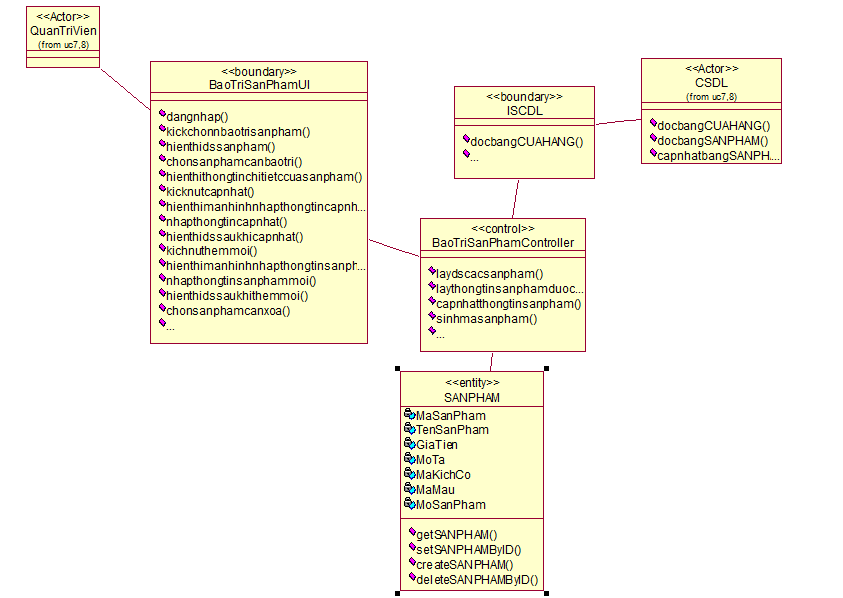 <<Actor>>
QuanTriVien
(from uc7,8)
<<boundary>>
BaoTriSanPhamUI
dangnhap()
kickchonnbaotrisanpham()
hienthidssanpham()
chonsanphamcanbaotri()
hienthithongtinchitietccuasanpham()
kicknutcapnhat()
hienthimanhinhnhapthongtincapnh...
nhapthongtincapnhat()
hienthidssaukhicapnhat()
kichnuthemmoi()
hienthimanhinhnhapthongtinsanph...
nhapthongtinsanphammoi()
hienthidssaukhithemmoi()
chonsanphamcanxoa()
...
<<boundary>>
ISCDL
docbangCUAHANG()
...
<<Actor>>
CSDL
(from uc7,8)
docbangCUAHANG()
docbangSANPHAM()
capnhatbangSANPH...
<<control>>
BaoTriSanPhamController
laydscacsanpham()
laythongtinsanphamduoc...
capnhatthongtinsanpham()
sinhmasanpham()
...
<<entity>>
SANPHAM
MaSanPham
TenSanPham
GiaTien
MoTa
MaKichCo
MaMau
MoSanPham
getSANPHAM()
setSANPHAMByID()
createSANPHAM()
deleteSANPHAMByID()